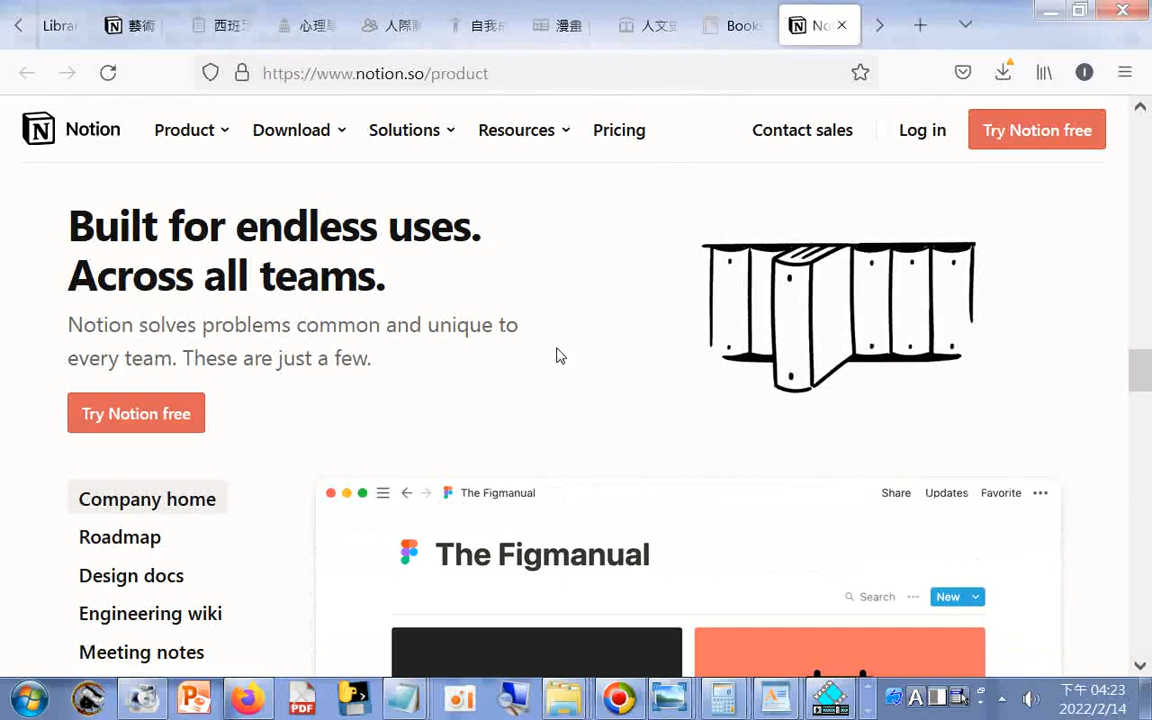 Librar
藝術
西班
心理
人際
自我
漫畫
人文
Books
No
https://www.notion.so/product
Notion
Product
Download
Solutions
Resources
Pricing
Contact sales
Log in
Try Notion free
Built for endless uses.
Across all teams.
Notion solves problems common and unique to
every team. These are just a few.
Try Notion free
Company home
Roadmap
Design docs
Engineering wiki
Meeting notes
The Figmanual
Share
Updates
Favorite
The Figmanual
Search
New
PDF
A
下午 04:23
2022/2/14